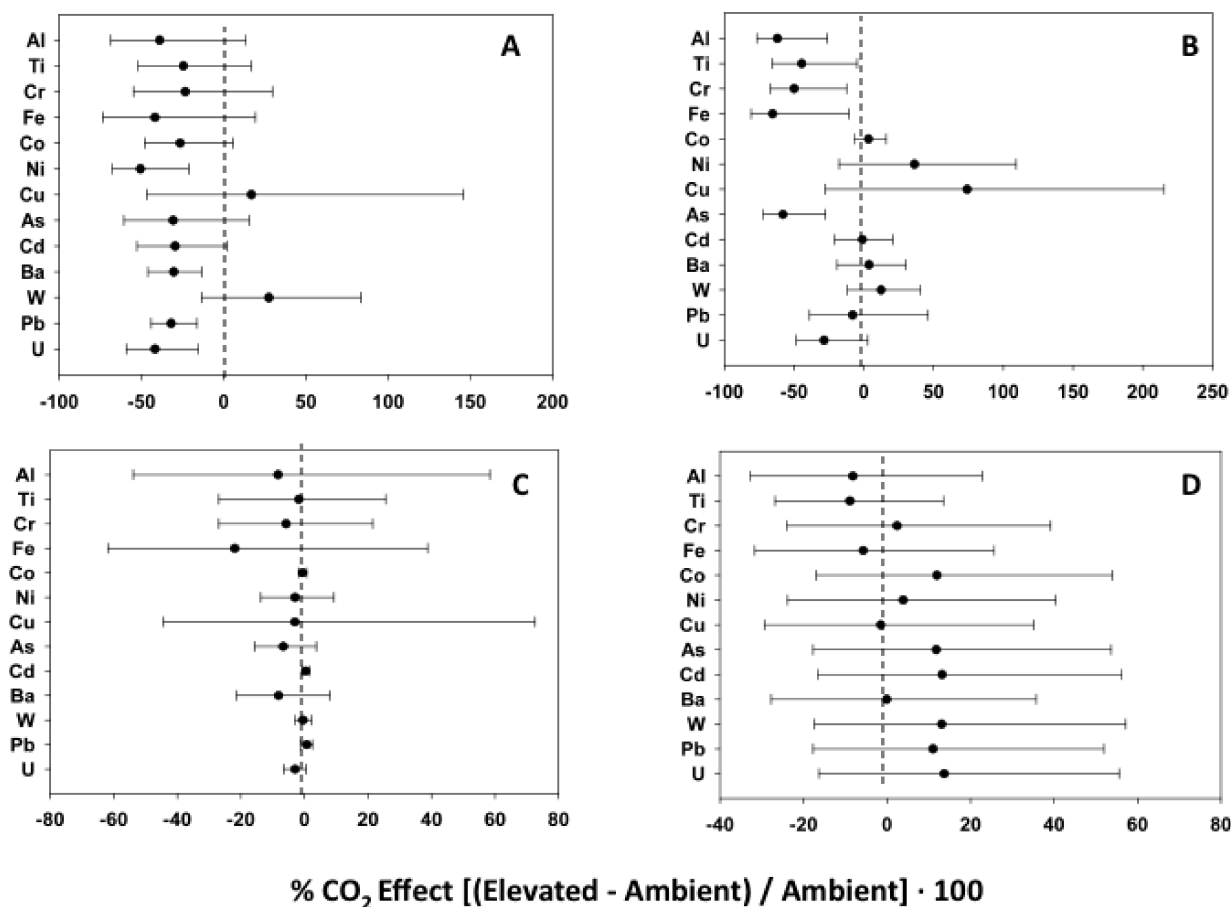 A
Al
Ti
Cr
Fe
Co
Ni
Cu
As
Cd
Ba
W
Pb
U
-100 -50 0 50 100 150 200
B
Al
Ti
Cr
Fe
Co
Ni
Cu
As
Cd
Ba
W
Pb
U
-100 -50 0 50 100 150 200 250
C
Al
Ti
Cr
Fe
Co
Ni
Cu
As
Cd
Ba
W
Pb
U
-80 -60 -40 -20 0 20 40 60 80
D
Al
Ti
Cr
Fe
Co
Ni
Cu
As
Cd
Ba
W
Pb
U
-40 -20 0 20 40 60 80
% CO₂ Effect [(Elevated - Ambient) / Ambient] · 100